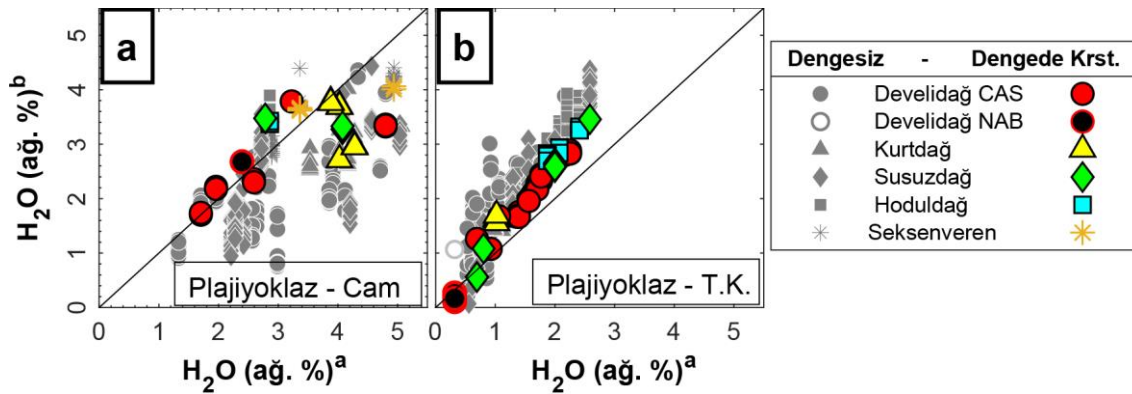 a
b
5
4
3
2
1
0
H₂O (ağ. %)ᵇ
Plajiyoklaz - Cam
Plajiyoklaz - T.K.
0 1 2 3 4 5
0 1 2 3 4 5
H₂O (ağ. %)ᵃ
H₂O (ağ. %)ᵃ
Dengesiz - Dengede Krst.
Develidağ CAS
Develidağ NAB
Kurtdağ
Susuzdağ
Hoduldağ
Seksenveren